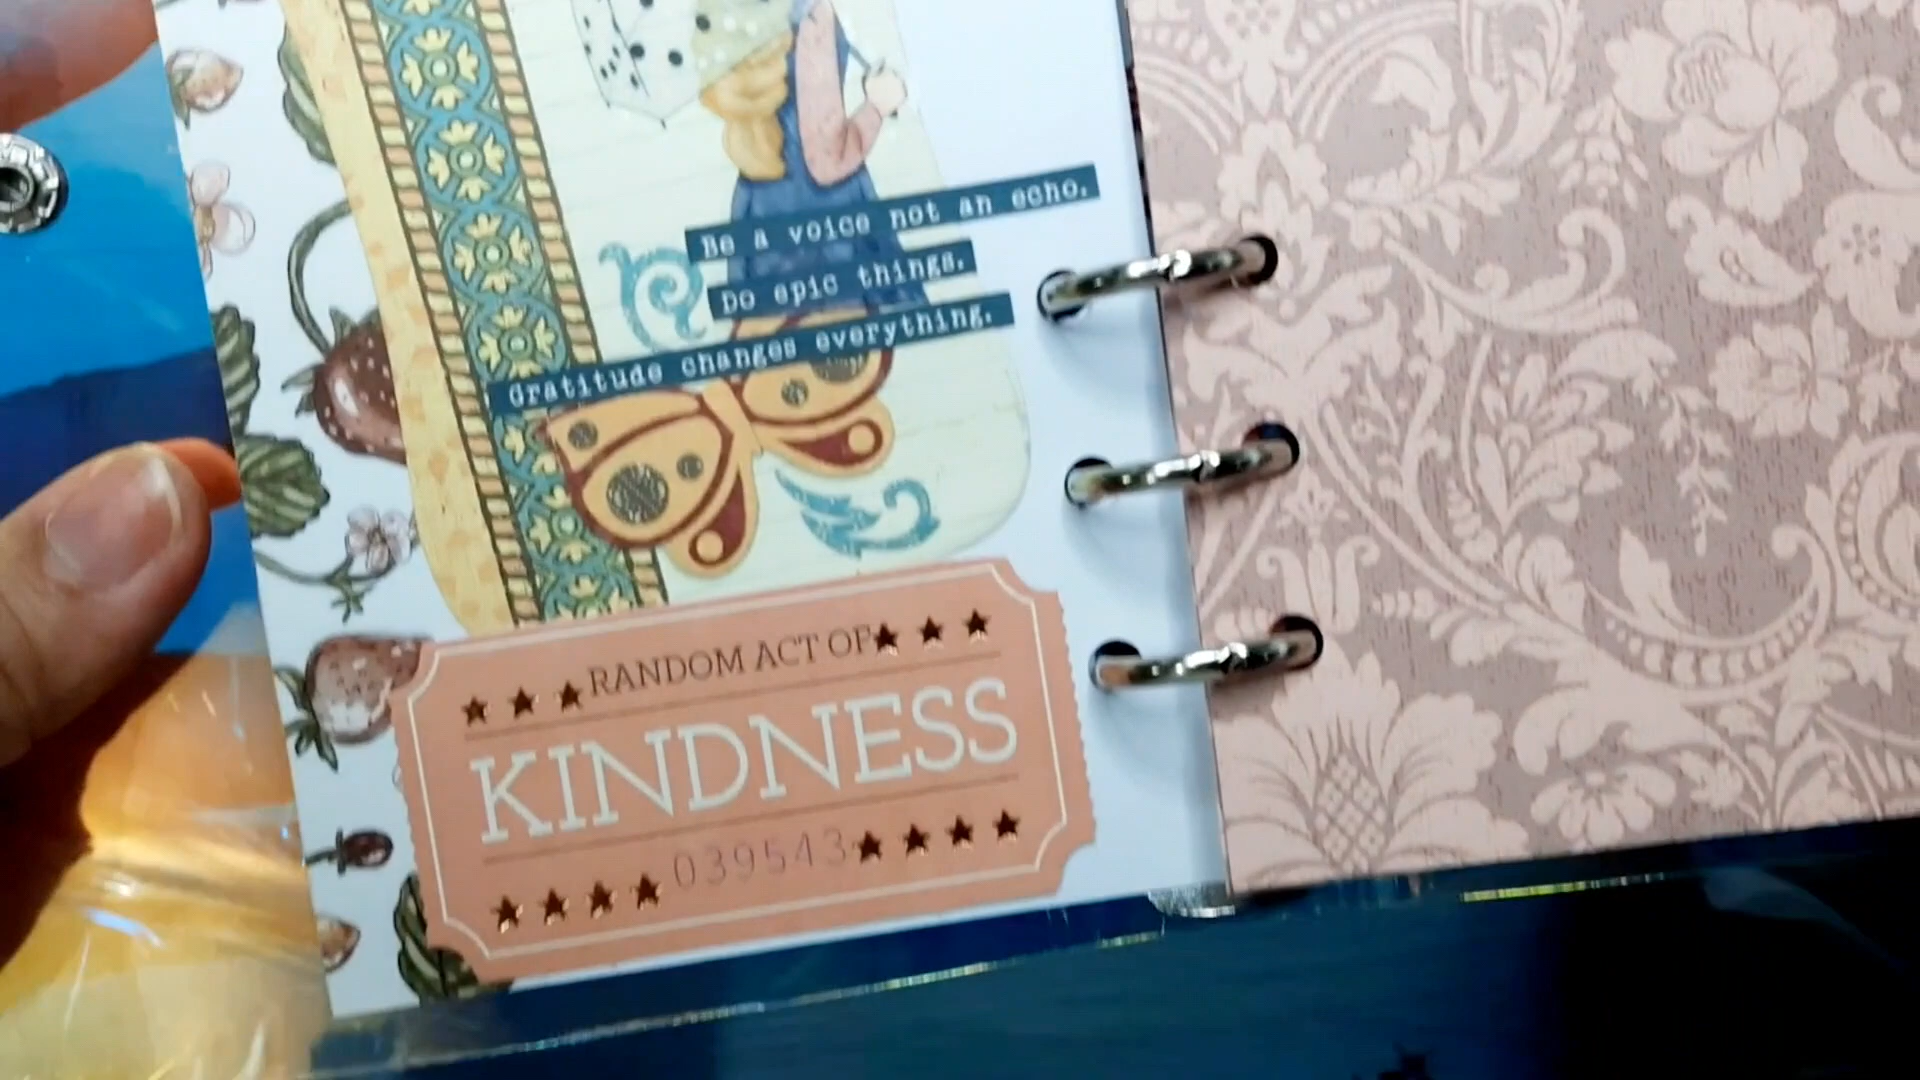 Be a voice not an echo.
Do epic things.
Gratitude changes everything.
RANDOM ACT OF
KINDNESS
039543